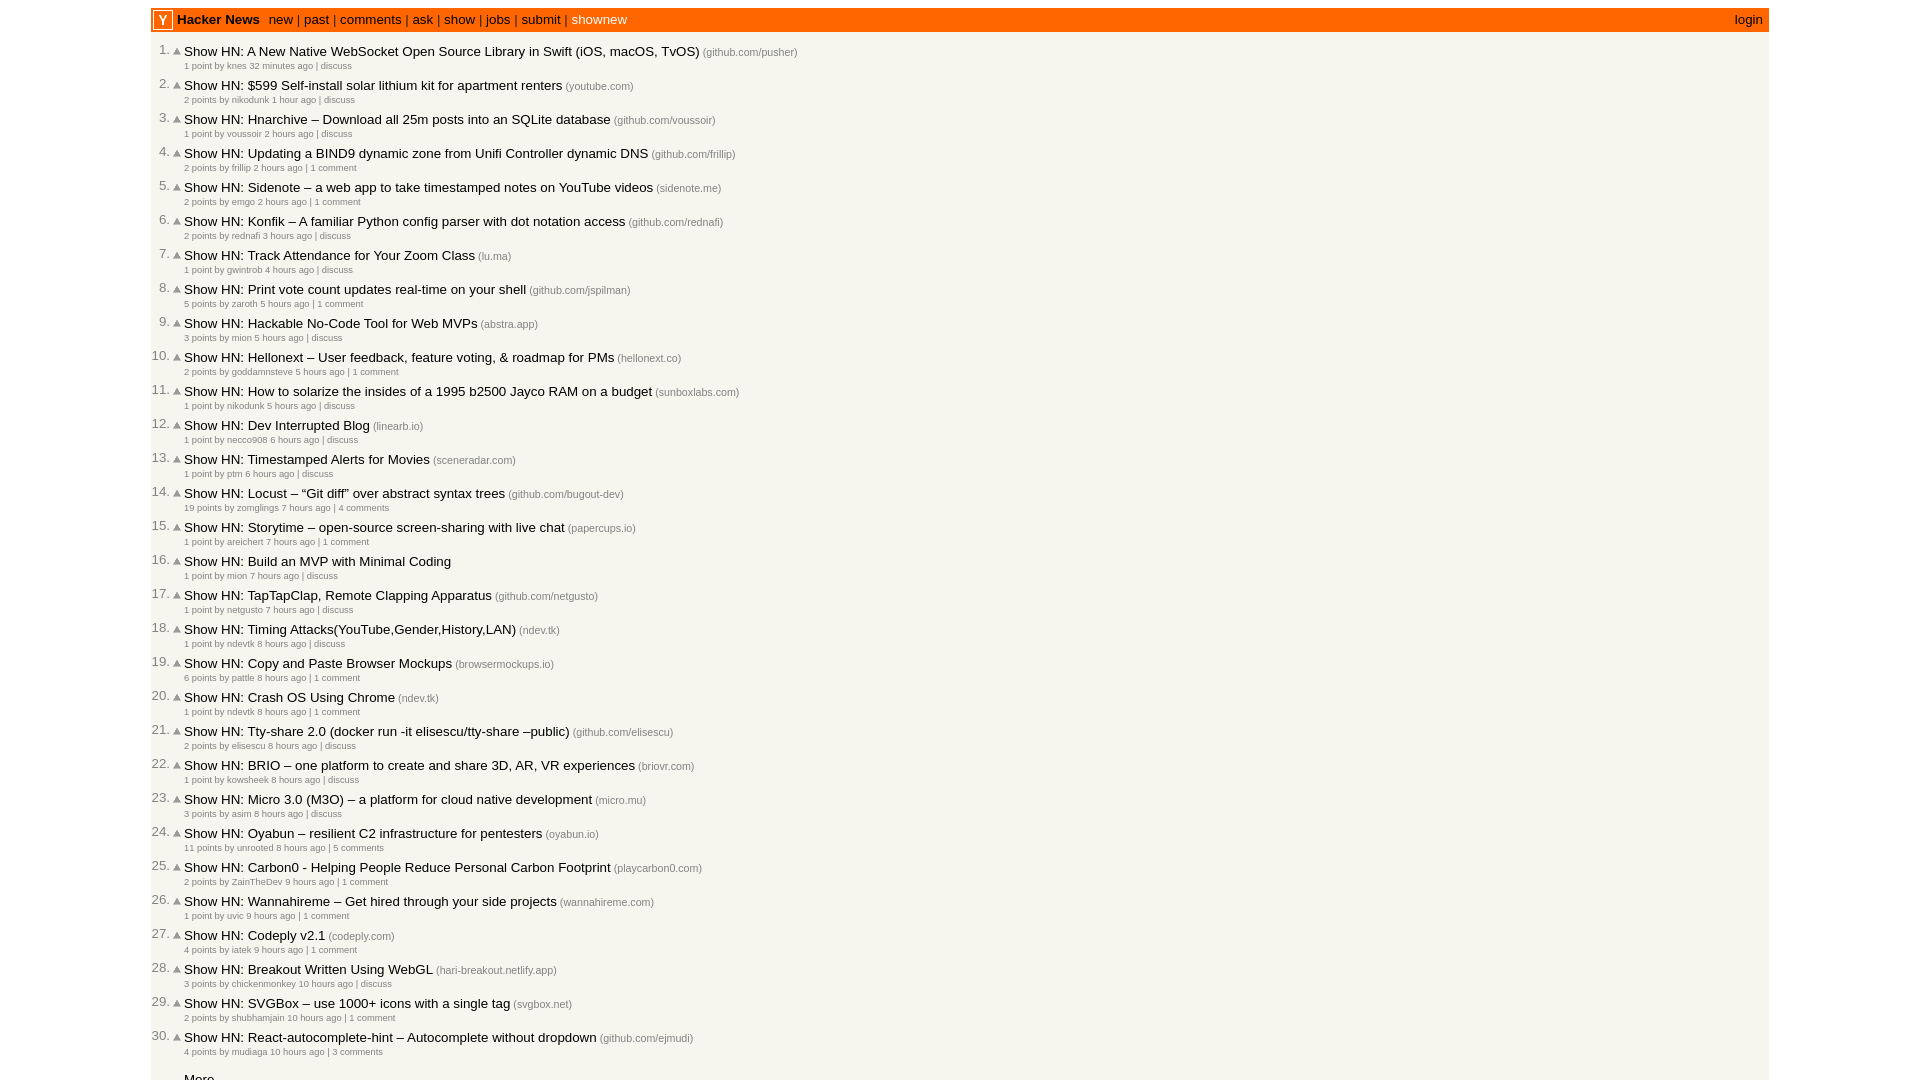 Y Hacker News new | past | comments | ask | show | jobs | submit | shownew login
1. Show HN: A New Native WebSocket Open Source Library in Swift (iOS, macOS, TvOS) (github.com/pusher)
1 point by knes 32 minutes ago | discuss
2. Show HN: $599 Self-install solar lithium kit for apartment renters (youtube.com)
2 points by nikodunk 1 hour ago | discuss
3. Show HN: Hnarchive – Download all 25m posts into an SQLite database (github.com/voussoir)
1 point by voussoir 2 hours ago | discuss
4. Show HN: Updating a BIND9 dynamic zone from Unifi Controller dynamic DNS (github.com/frillip)
2 points by frillip 2 hours ago | 1 comment
5. Show HN: Sidenote – a web app to take timestamped notes on YouTube videos (sidenote.me)
2 points by emgo 2 hours ago | 1 comment
6. Show HN: Konfik – A familiar Python config parser with dot notation access (github.com/rednafi)
2 points by rednafi 3 hours ago | discuss
7. Show HN: Track Attendance for Your Zoom Class (lu.ma)
1 point by gwintrob 4 hours ago | discuss
8. Show HN: Print vote count updates real-time on your shell (github.com/jspilman)
5 points by zaroth 5 hours ago | 1 comment
9. Show HN: Hackable No-Code Tool for Web MVPs (abstra.app)
3 points by mion 5 hours ago | discuss
10. Show HN: Hellonext – User feedback, feature voting, & roadmap for PMs (hellonext.co)
2 points by goddamnsteve 5 hours ago | 1 comment
11. Show HN: How to solarize the insides of a 1995 b2500 Jayco RAM on a budget (sunboxlabs.com)
1 point by nikodunk 5 hours ago | discuss
12. Show HN: Dev Interrupted Blog (linearb.io)
1 point by necco908 6 hours ago | discuss
13. Show HN: Timestamped Alerts for Movies (sceneradar.com)
1 point by ptm 6 hours ago | discuss
14. Show HN: Locust – “Git diff” over abstract syntax trees (github.com/bugout-dev)
19 points by zomglings 7 hours ago | 4 comments
15. Show HN: Storytime – open-source screen-sharing with live chat (papercups.io)
1 point by areichert 7 hours ago | 1 comment
16. Show HN: Build an MVP with Minimal Coding
1 point by mion 7 hours ago | discuss
17. Show HN: TapTapClap, Remote Clapping Apparatus (github.com/netgusto)
1 point by netgusto 7 hours ago | discuss
18. Show HN: Timing Attacks(YouTube,Gender,History,LAN) (ndev.tk)
1 point by ndevtk 8 hours ago | discuss
19. Show HN: Copy and Paste Browser Mockups (browsermockups.io)
6 points by pattle 8 hours ago | 1 comment
20. Show HN: Crash OS Using Chrome (ndev.tk)
1 point by ndevtk 8 hours ago | 1 comment
21. Show HN: Tty-share 2.0 (docker run -it elisescu/tty-share –public) (github.com/elisescu)
2 points by elisescu 8 hours ago | discuss
22. Show HN: BRIO – one platform to create and share 3D, AR, VR experiences (briovr.com)
1 point by kowsheek 8 hours ago | discuss
23. Show HN: Micro 3.0 (M3O) – a platform for cloud native development (micro.mu)
3 points by asim 8 hours ago | discuss
24. Show HN: Oyabun – resilient C2 infrastructure for pentesters (oyabun.io)
11 points by unrooted 8 hours ago | 5 comments
25. Show HN: Carbon0 - Helping People Reduce Personal Carbon Footprint (playcarbon0.com)
2 points by ZainTheDev 9 hours ago | 1 comment
26. Show HN: Wannahireme – Get hired through your side projects (wannahireme.com)
1 point by uvic 9 hours ago | 1 comment
27. Show HN: Codeply v2.1 (codeply.com)
4 points by iatek 9 hours ago | 1 comment
28. Show HN: Breakout Written Using WebGL (hari-breakout.netlify.app)
3 points by chickenmonkey 10 hours ago | discuss
29. Show HN: SVGBox – use 1000+ icons with a single tag (svgbox.net)
2 points by shubhamjain 10 hours ago | 1 comment
30. Show HN: React-autocomplete-hint – Autocomplete without dropdown (github.com/ejmudi)
4 points by mudiaga 10 hours ago | 3 comments
More